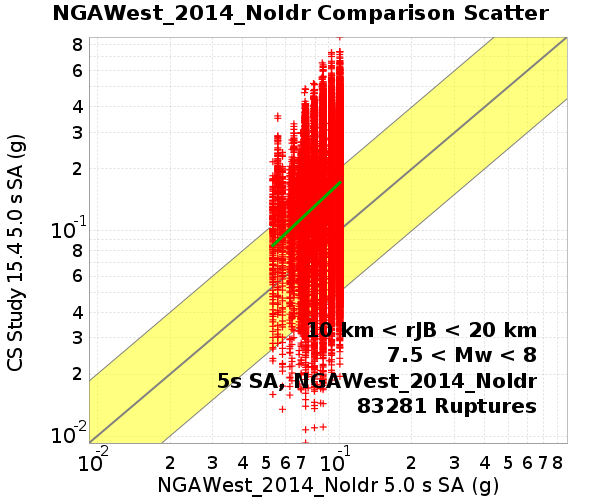 NGAWest_2014_NoIdr Comparison Scatter
CS Study 15.4 5.0 s SA (g)
8
6
4
3
2
10-1
8
6
4
3
2
10-2
10 km < rJB < 20 km
7.5 < Mw < 8
5s SA, NGAWest_2014_NoIdr
83281 Ruptures
10-2 2 3 4 5 6 7 10-1 2 3 4 5 6 7 8
NGAWest_2014_NoIdr 5.0 s SA (g)